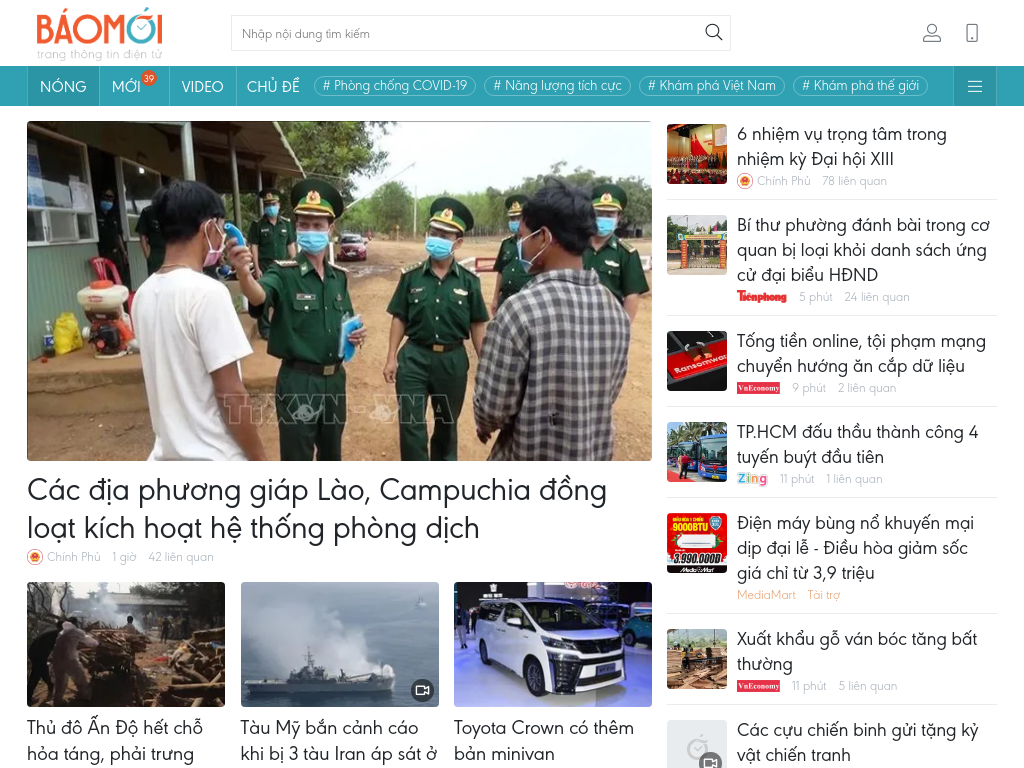 BÁOMỚI
trang thông tin điện tử
Nhập nội dung tìm kiếm
NÓNG
MỚI
39
VIDEO
CHỦ ĐỀ
# Phòng chống COVID-19
# Năng lượng tích cực
# Khám phá Việt Nam
# Khám phá thế giới
TTXVN - VNA
Các địa phương giáp Lào, Campuchia đồng
loạt kích hoạt hệ thống phòng dịch
Chính Phủ 1 giờ 42 liên quan
Thủ đô Ấn Độ hết chỗ
hỏa táng, phải trưng
Tàu Mỹ bắn cảnh cáo
khi bị 3 tàu Iran áp sát ở
Toyota Crown có thêm
bản minivan
6 nhiệm vụ trọng tâm trong
nhiệm kỳ Đại hội XIII
Chính Phủ 78 liên quan
Bí thư phường đánh bài trong cơ
quan bị loại khỏi danh sách ứng
cử đại biểu HĐND
Tiênphong 5 phút 24 liên quan
Ransomware
Tống tiền online, tội phạm mạng
chuyển hướng ăn cắp dữ liệu
VnEconomy 9 phút 2 liên quan
TP.HCM đấu thầu thành công 4
tuyến buýt đầu tiên
Zing 11 phút 1 liên quan
9000BTU
3.990.000Đ
MediaMart
Điện máy bùng nổ khuyến mại
dịp đại lễ - Điều hòa giảm sốc
giá chỉ từ 3,9 triệu
MediaMart Tài trợ
Xuất khẩu gỗ ván bóc tăng bất
thường
VnEconomy 11 phút 5 liên quan
Các cựu chiến binh gửi tặng kỷ
vật chiến tranh